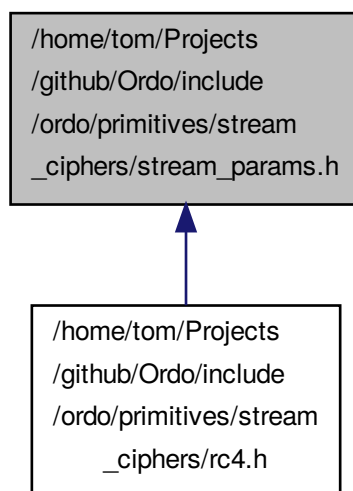 /home/tom/Projects
/github/Ordo/include
/ordo/primitives/stream
_ciphers/stream_params.h
/home/tom/Projects
/github/Ordo/include
/ordo/primitives/stream
_ciphers/rc4.h